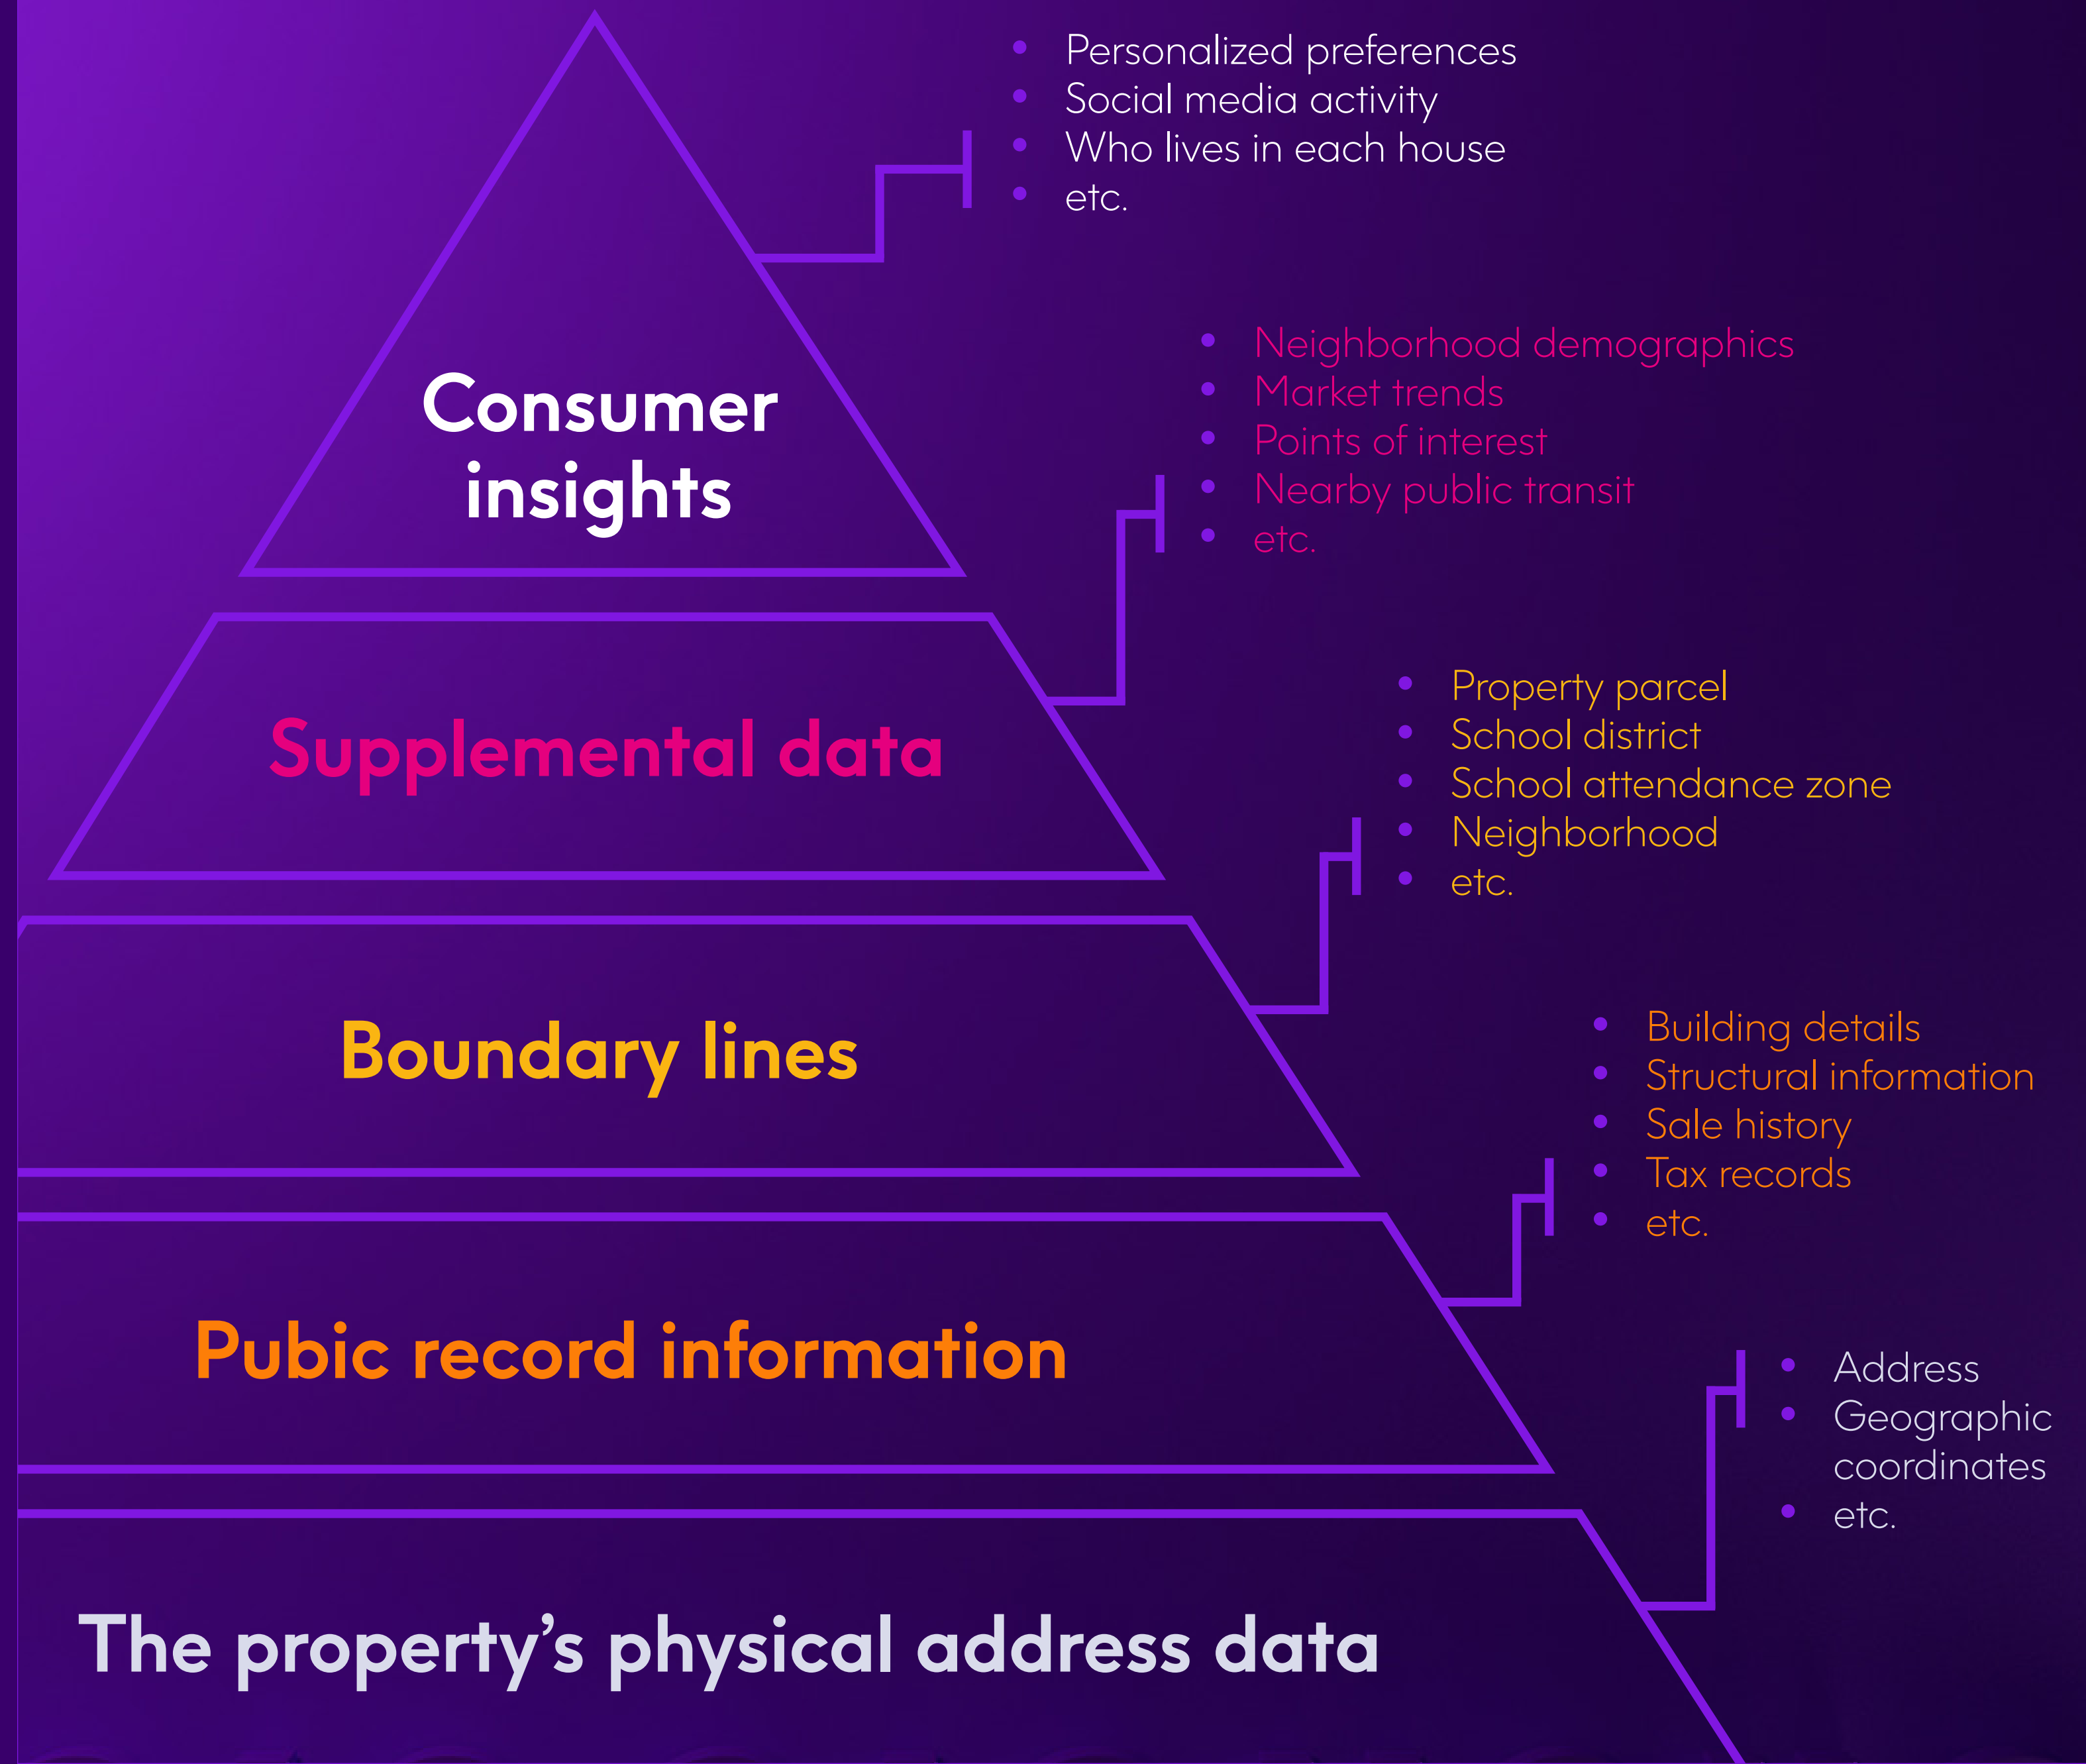 Consumer
insights
• Personalized preferences
• Social media activity
• Who lives in each house
• etc.
Supplemental data
• Neighborhood demographics
• Market trends
• Points of interest
• Nearby public transit
• etc.
Boundary lines
• Property parcel
• School district
• School attendance zone
• Neighborhood
• etc.
Pubic record information
• Building details
• Structural information
• Sale history
• Tax records
• etc.
The property’s physical address data
• Address
• Geographic
coordinates
• etc.